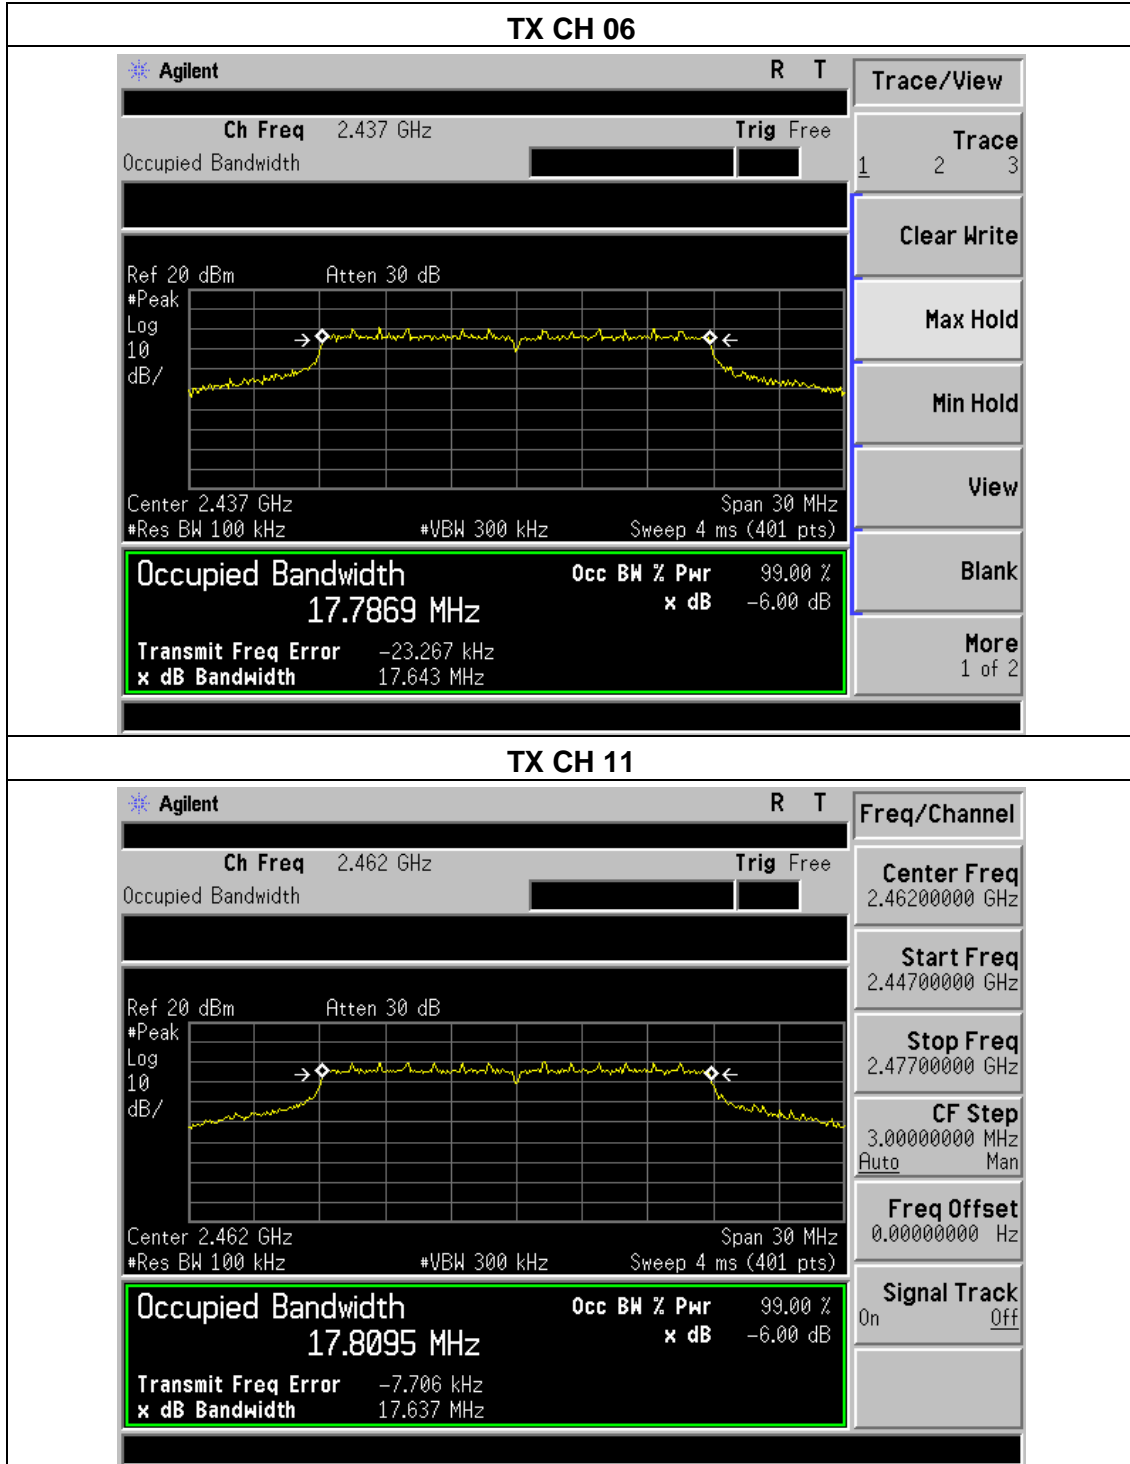 TX CH 06
Agilent R T
Trace/View
Ch Freq 2.437 GHz Trig Free
Occupied Bandwidth
Trace
1 2 3
Clear Write
Max Hold
Min Hold
View
Blank
More
1 of 2
Ref 20 dBm Atten 30 dB
#Peak
Log
10
dB/
Center 2.437 GHz Span 30 MHz
#Res BW 100 kHz #VBW 300 kHz Sweep 4 ms (401 pts)
Occupied Bandwidth Occ BW % Pwr 99.00 %
17.7869 MHz x dB -6.00 dB
Transmit Freq Error -23.267 kHz
x dB Bandwidth 17.643 MHz
TX CH 11
Agilent R T
Freq/Channel
Ch Freq 2.462 GHz Trig Free
Occupied Bandwidth
Center Freq
2.46200000 GHz
Start Freq
2.44700000 GHz
Stop Freq
2.47700000 GHz
CF Step
3.00000000 MHz
Auto Man
Freq Offset
0.00000000 Hz
Signal Track
On Off
Ref 20 dBm Atten 30 dB
#Peak
Log
10
dB/
Center 2.462 GHz Span 30 MHz
#Res BW 100 kHz #VBW 300 kHz Sweep 4 ms (401 pts)
Occupied Bandwidth Occ BW % Pwr 99.00 %
17.8095 MHz x dB -6.00 dB
Transmit Freq Error -7.706 kHz
x dB Bandwidth 17.637 MHz